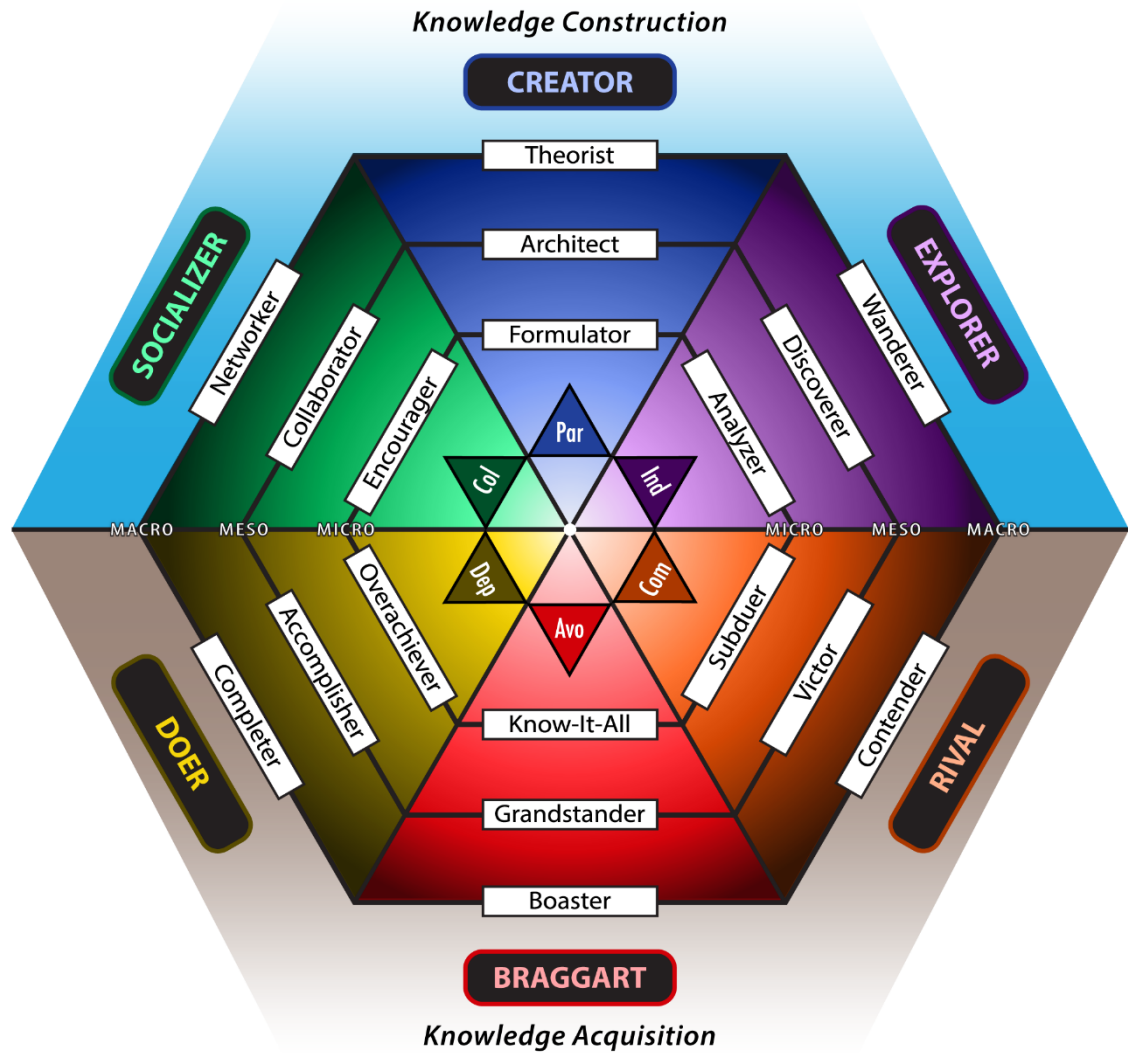 Knowledge Construction
CREATOR
Theorist
Architect
Formulator
SOCIALIZER
Networker
Collaborator
Encourager
EXPLORER
Wanderer
Discoverer
Analyzer
Par
Col
Ind
MACRO MESO MICRO MICRO MESO MACRO
Dep
Com
Avo
Overachiever
Accomplisher
Completer
DOER
Subduer
Victor
Contender
RIVAL
Know-It-All
Grandstander
Boaster
BRAGGART
Knowledge Acquisition